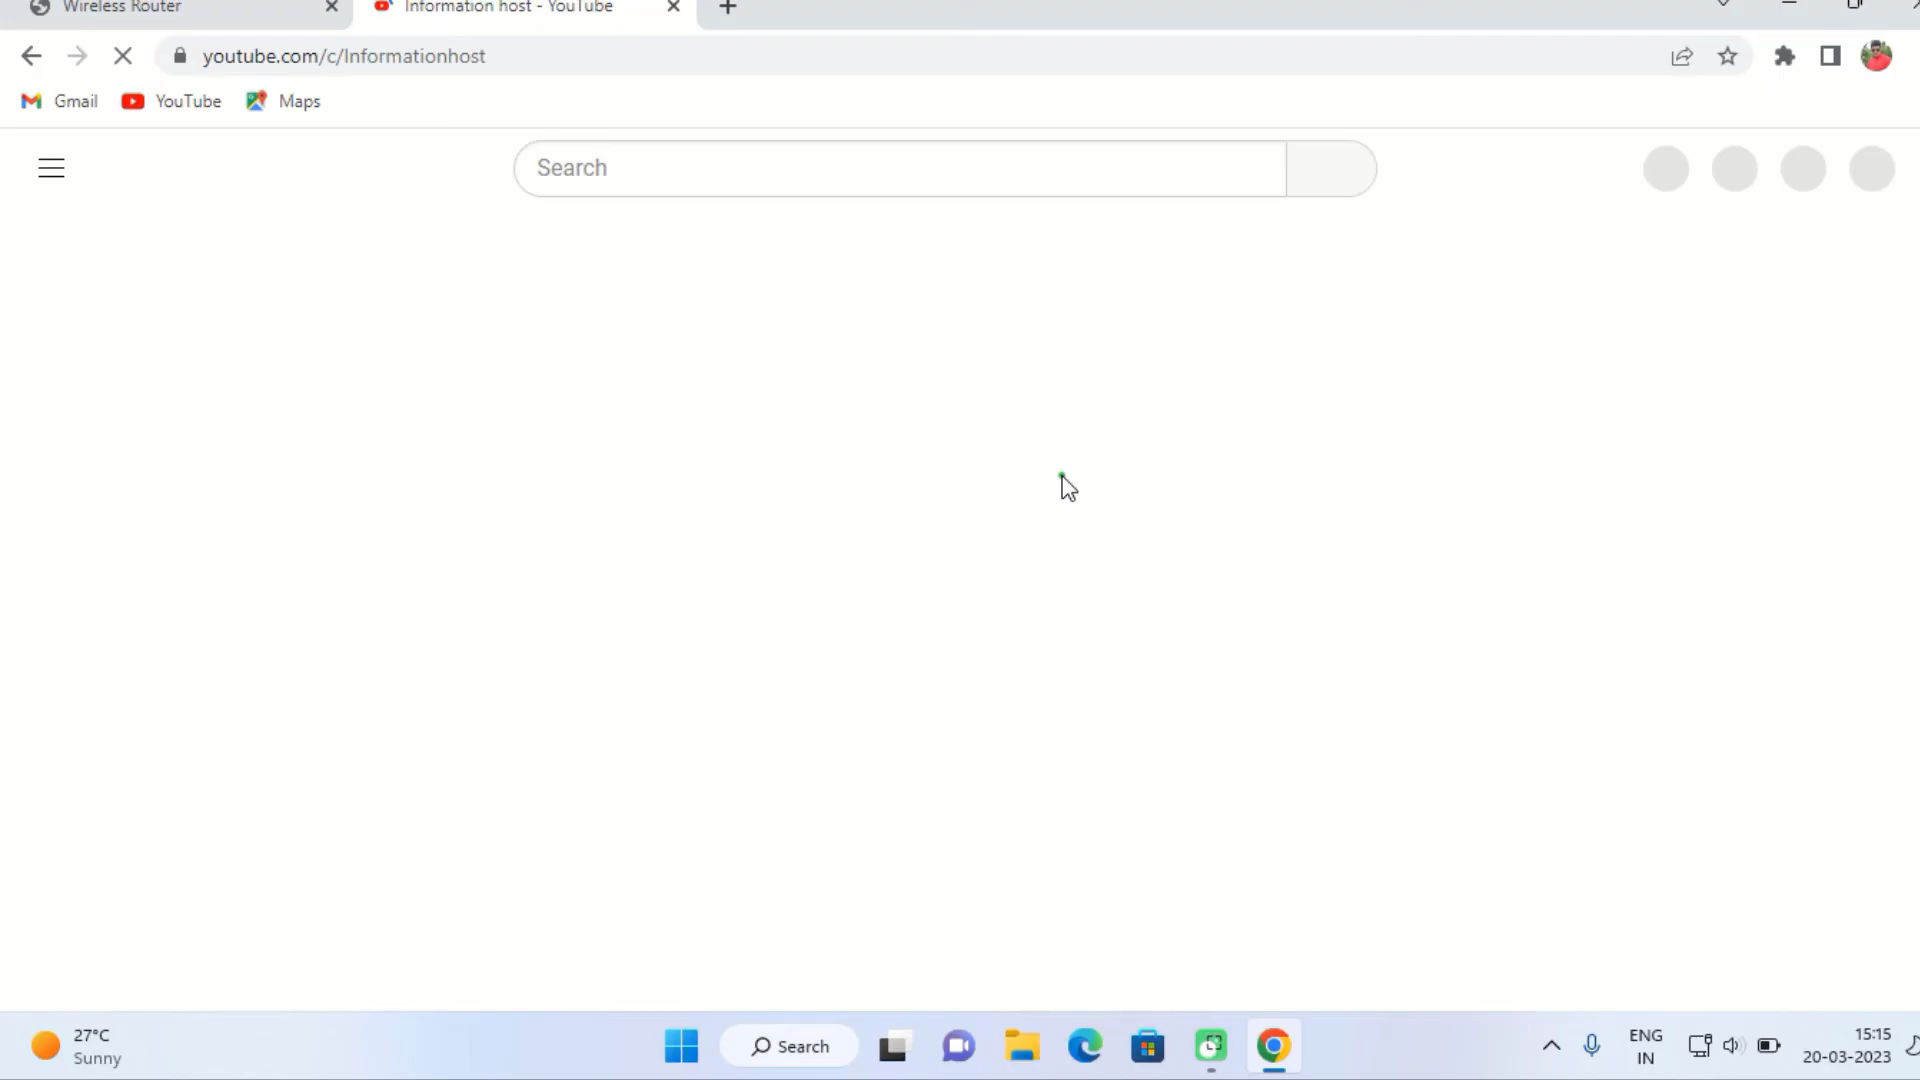 Wireless Router
Information host - YouTube
youtube.com/c/Informationhost
Gmail
YouTube
Maps
Search
27°C
Sunny
Search
ENG
IN
15:15
20-03-2023